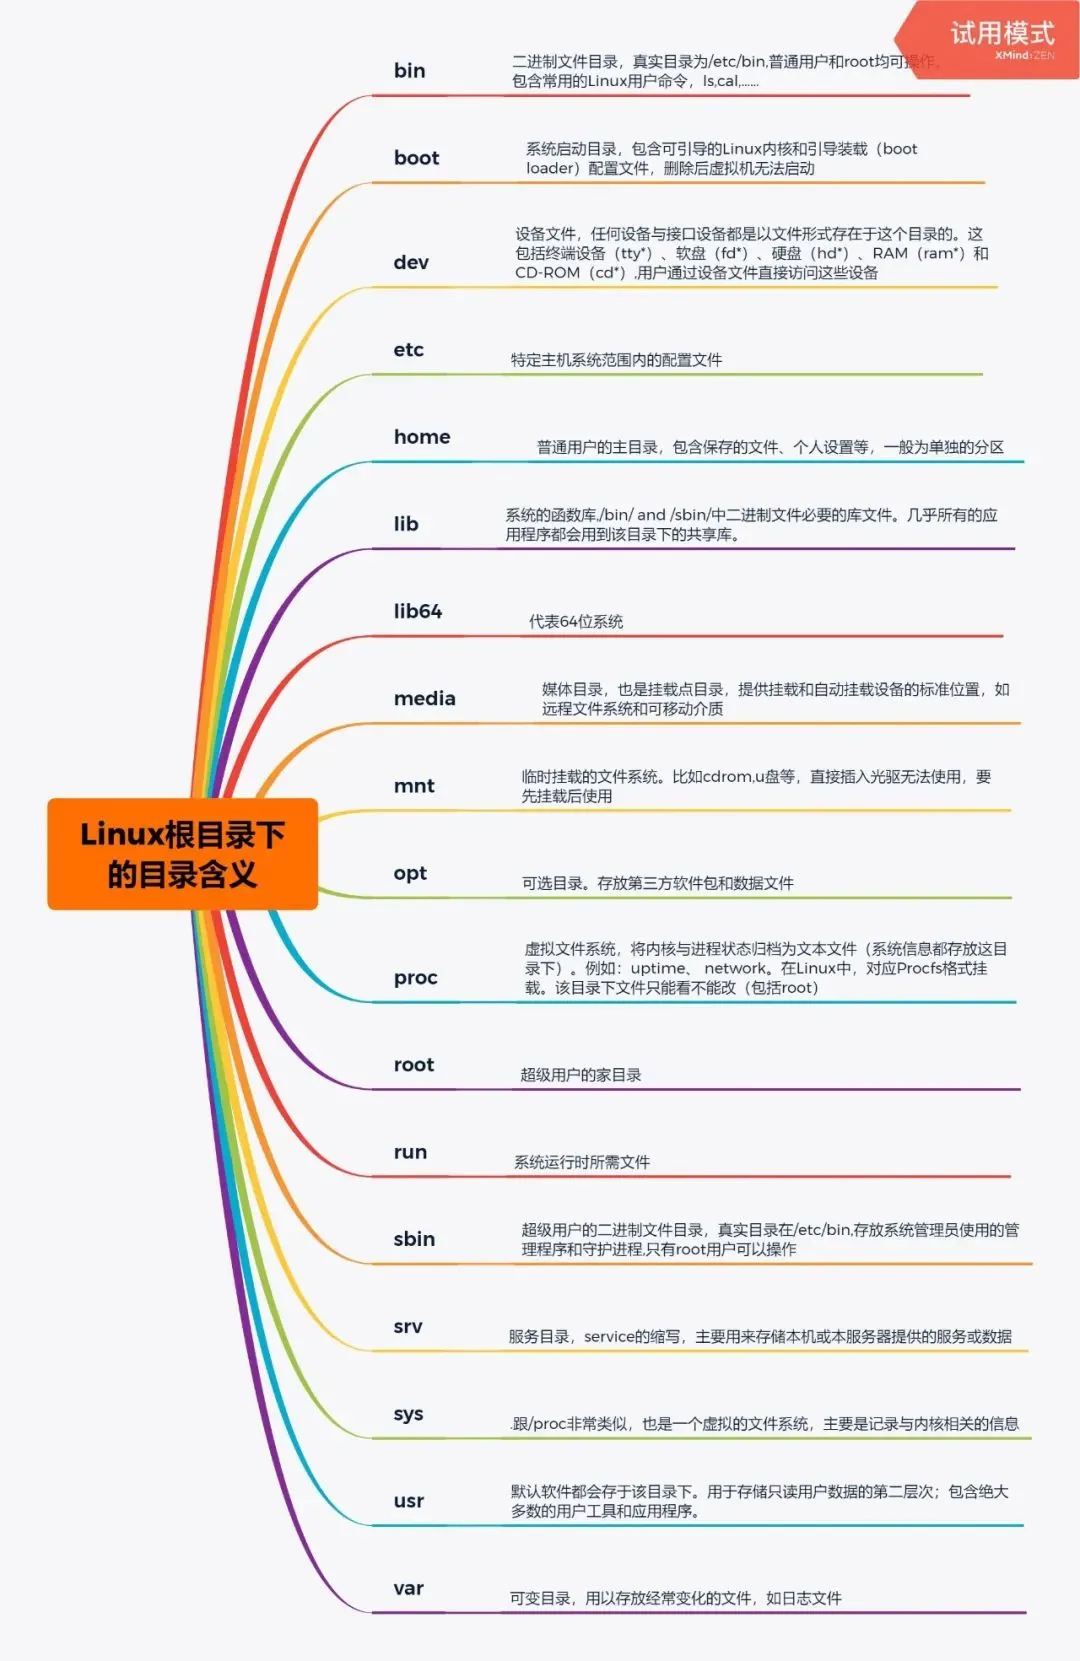 试用模式
XMind:ZEN
bin
二进制文件目录，真实目录为/etc/bin,普通用户和root均可操作，
包含常用的Linux用户命令，ls,cal,......
boot
系统启动目录，包含可引导的Linux内核和引导装载（boot
loader）配置文件，删除后虚拟机无法启动
dev
设备文件，任何设备与接口设备都是以文件形式存在于这个目录的。这
包括终端设备（tty*）、软盘（fd*）、硬盘（hd*）、RAM（ram*）和
CD-ROM（cd*）,用户通过设备文件直接访问这些设备
etc
特定主机系统范围内的配置文件
home
普通用户的主目录，包含保存的文件、个人设置等，一般为单独的分区
lib
系统的函数库,/bin/ and /sbin/中二进制文件必要的库文件。几乎所有的应
用程序都会用到该目录下的共享库。
lib64
代表64位系统
media
媒体目录，也是挂载点目录，提供挂载和自动挂载设备的标准位置，如
远程文件系统和可移动介质
mnt
临时挂载的文件系统。比如cdrom,u盘等，直接插入光驱无法使用，要
先挂载后使用
Linux根目录下
的目录含义
opt
可选目录。存放第三方软件包和数据文件
proc
虚拟文件系统，将内核与进程状态归档为文本文件（系统信息都存放这目
录下）。例如：uptime、 network。在Linux中，对应Procfs格式挂
载。该目录下文件只能看不能改（包括root）
root
超级用户的家目录
run
系统运行时所需文件
sbin
超级用户的二进制文件目录，真实目录在/etc/bin,存放系统管理员使用的管
理程序和守护进程,只有root用户可以操作
srv
服务目录，service的缩写，主要用来存储本机或本服务器提供的服务或数据
sys
.跟/proc非常类似，也是一个虚拟的文件系统，主要是记录与内核相关的信息
usr
默认软件都会存于该目录下。用于存储只读用户数据的第二层次；包含绝大
多数的用户工具和应用程序。
var
可变目录，用以存放经常变化的文件，如日志文件